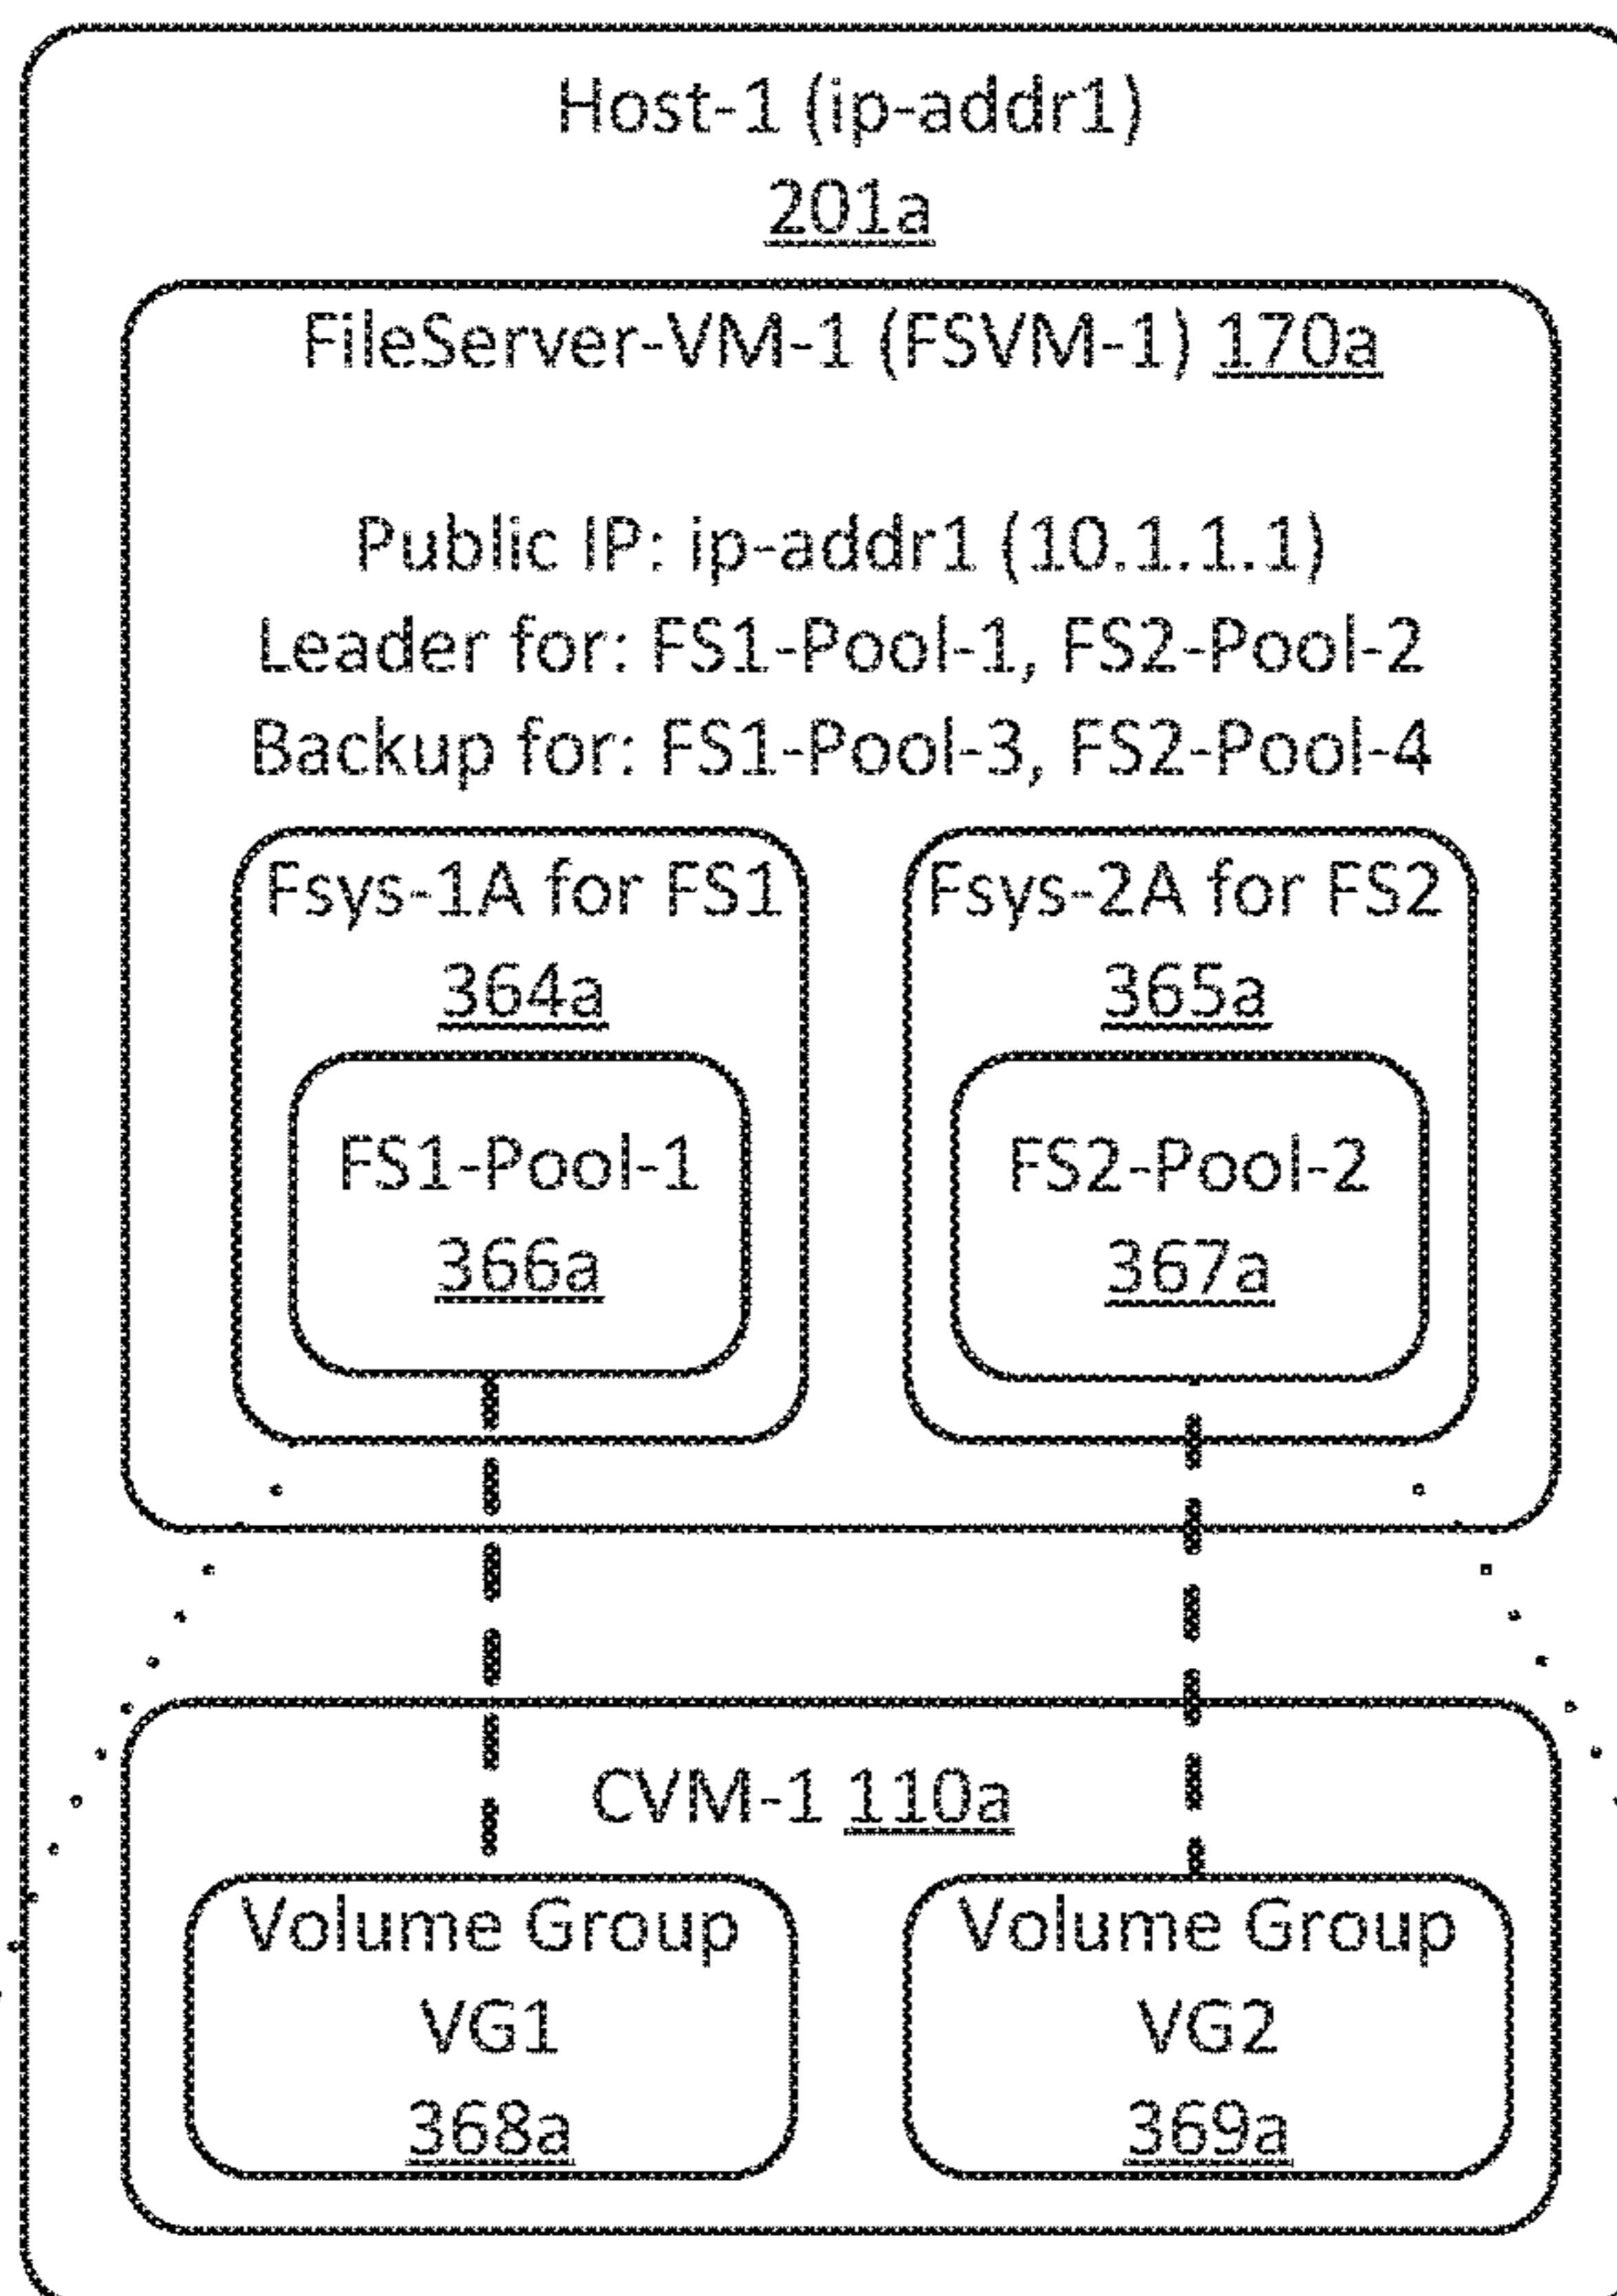 Host-1 (ip-addr1)
201a
FileServer-VM-1 (FSVM-1) 170a
Public IP: ip-addr1 (10.1.1.1)
Leader for: FS1-Pool-1, FS2-Pool-2
Backup for: FS1-Pool-3, FS2-Pool-4
Fsys-1A for FS1
364a
FS1-Pool-1
366a
Fsys-2A for FS2
365a
FS2-Pool-2
367a
CVM-1 110a
Volume Group
VG1
368a
Volume Group
VG2
369a